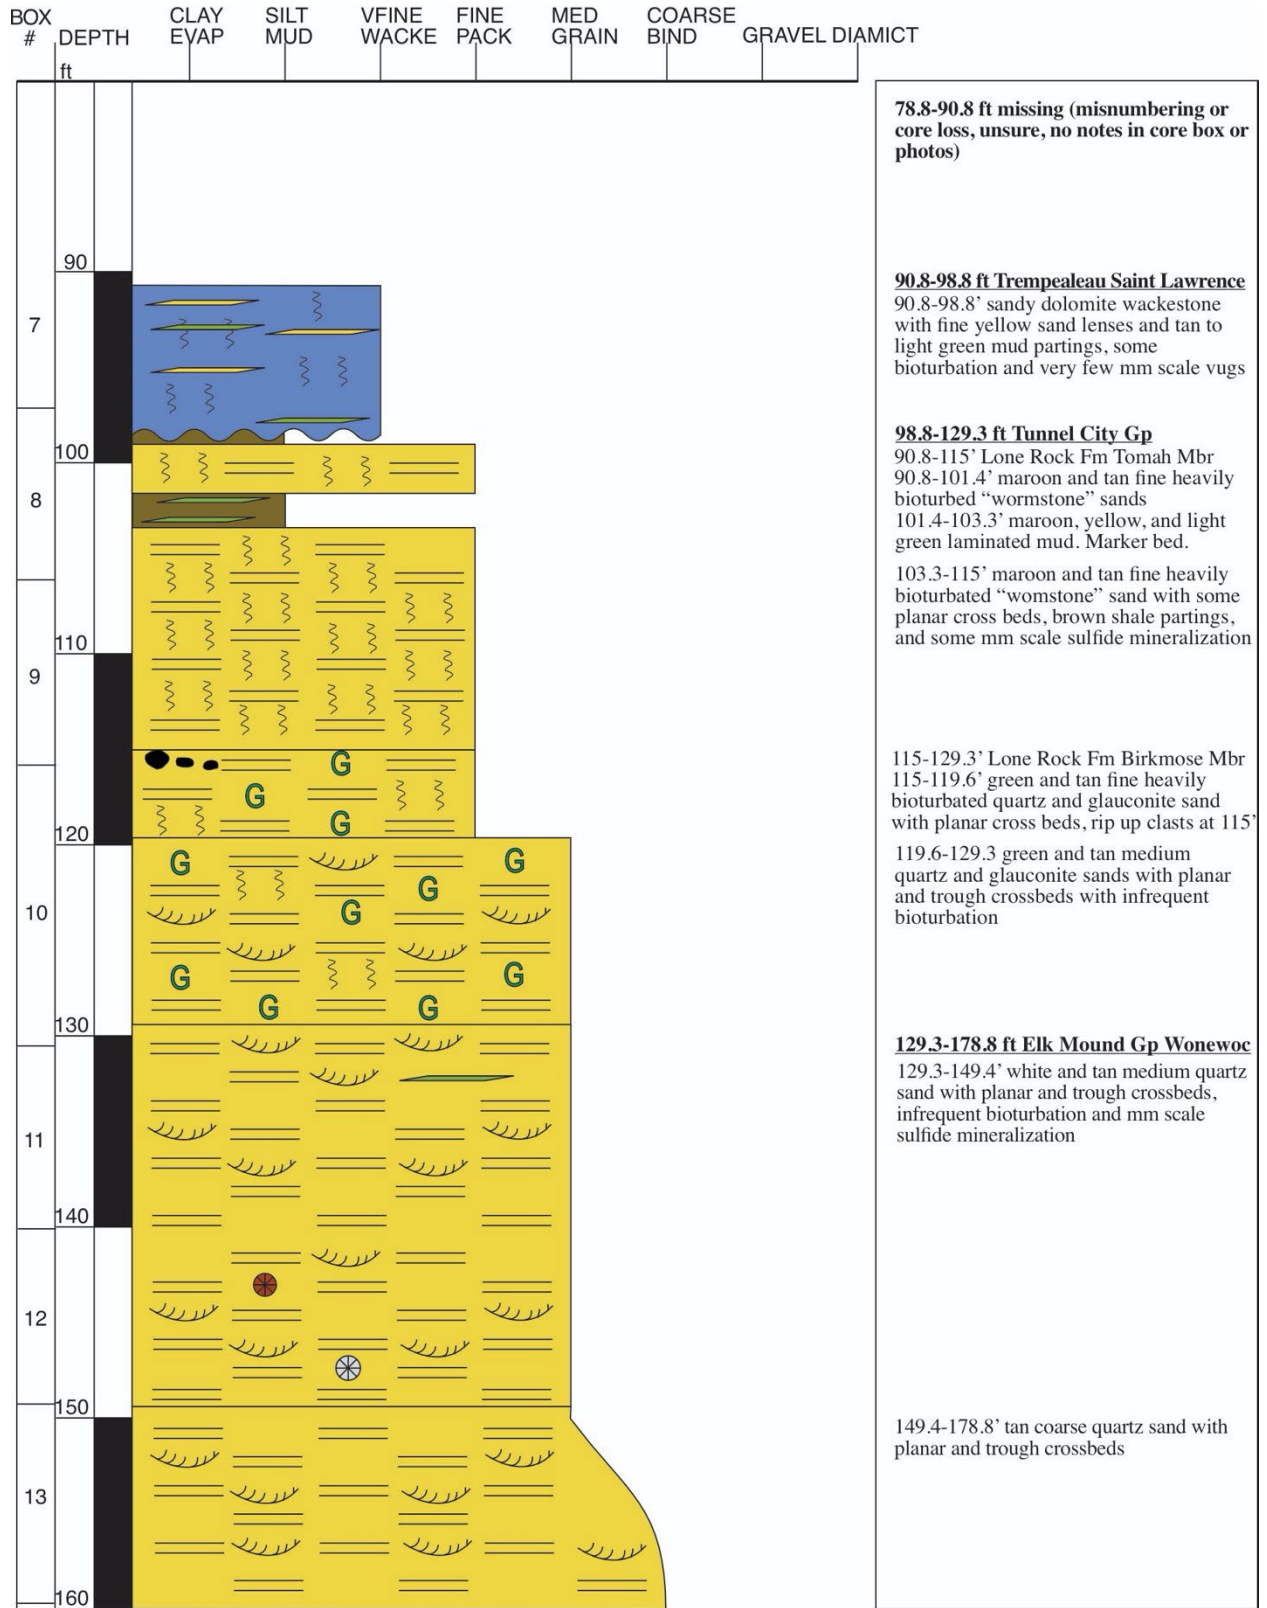 BOX
#
DEPTH
CLAY
EVAP
SILT
MUD
VFINE
WACKE
FINE
PACK
MED
GRAIN
COARSE
BIND
GRAVEL
DIAMICT
ft
78.8-90.8 ft missing (misnumbering or
core loss, unsure, no notes in core box or
photos)
90
7
90.8-98.8 ft Trempealeau Saint Lawrence
90.8-98.8’ sandy dolomite wackestone
with fine yellow sand lenses and tan to
light green mud partings, some
bioturbation and very few mm scale vugs
98.8-129.3 ft Tunnel City Gp
90.8-115’ Lone Rock Fm Tomah Mbr
90.8-101.4’ maroon and tan fine heavily
bioturbed “wormstone” sands
101.4-103.3’ maroon, yellow, and light
green laminated mud. Marker bed.
100
8
103.3-115’ maroon and tan fine heavily
bioturbated “womstone” sand with some
planar cross beds, brown shale partings,
and some mm scale sulfide mineralization
110
9
115-129.3’ Lone Rock Fm Birkmose Mbr
115-119.6’ green and tan fine heavily
bioturbated quartz and glauconite sand
with planar cross beds, rip up clasts at 115’
G
G
G
120
119.6-129.3 green and tan medium
quartz and glauconite sands with planar
and trough crossbeds with infrequent
bioturbation
G
G
G
G
10
G
G
G
G
130
129.3-178.8 ft Elk Mound Gp Wonewoc
129.3-149.4’ white and tan medium quartz
sand with planar and trough crossbeds,
infrequent bioturbation and mm scale
sulfide mineralization
11
140
12
150
149.4-178.8’ tan coarse quartz sand with
planar and trough crossbeds
13
160